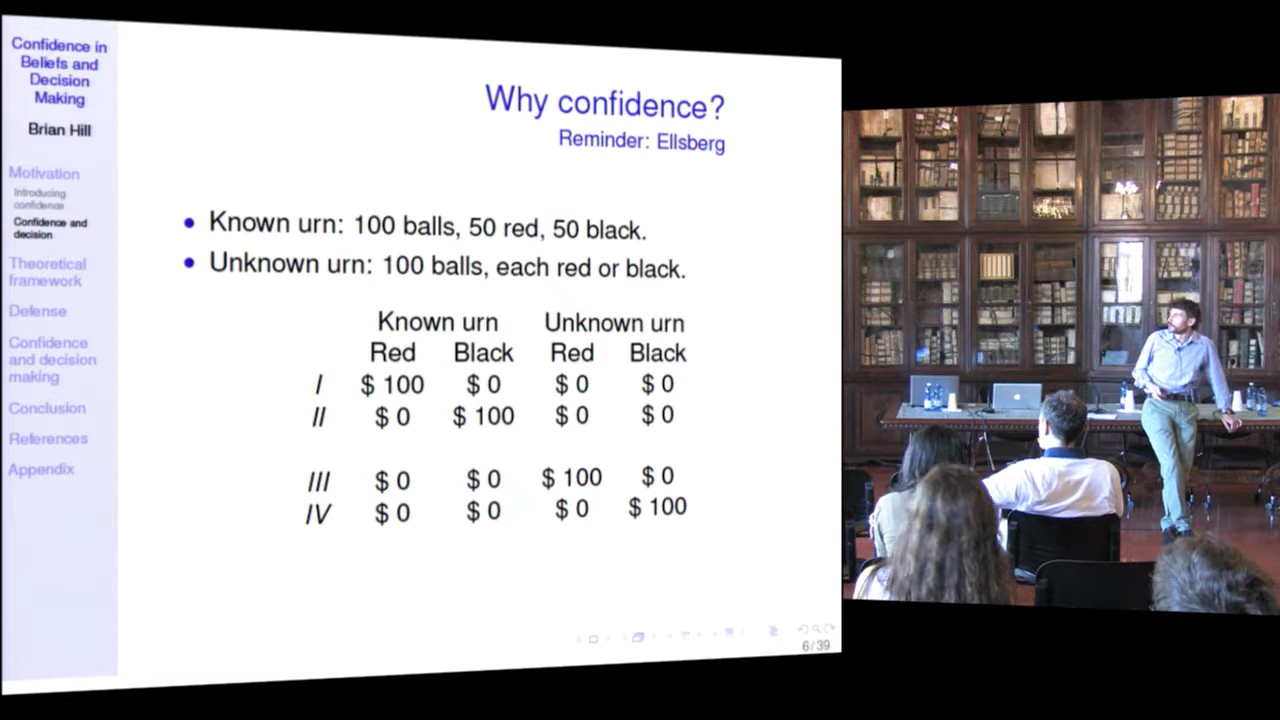 Confidence in
Beliefs and
Decision
Making
Brian Hill
Motivation
Introducing
confidence
Confidence and
decision
Theoretical
framework
Defense
Confidence
and decision
making
Conclusion
References
Appendix
Why confidence?
Reminder: Ellsberg
• Known urn: 100 balls, 50 red, 50 black.
• Unknown urn: 100 balls, each red or black.
Known urn Unknown urn
Red Black Red Black
I $ 100 $ 0 $ 0 $ 0
II $ 0 $ 100 $ 0 $ 0
III $ 0 $ 0 $ 100 $ 0
IV $ 0 $ 0 $ 0 $ 100
6/39